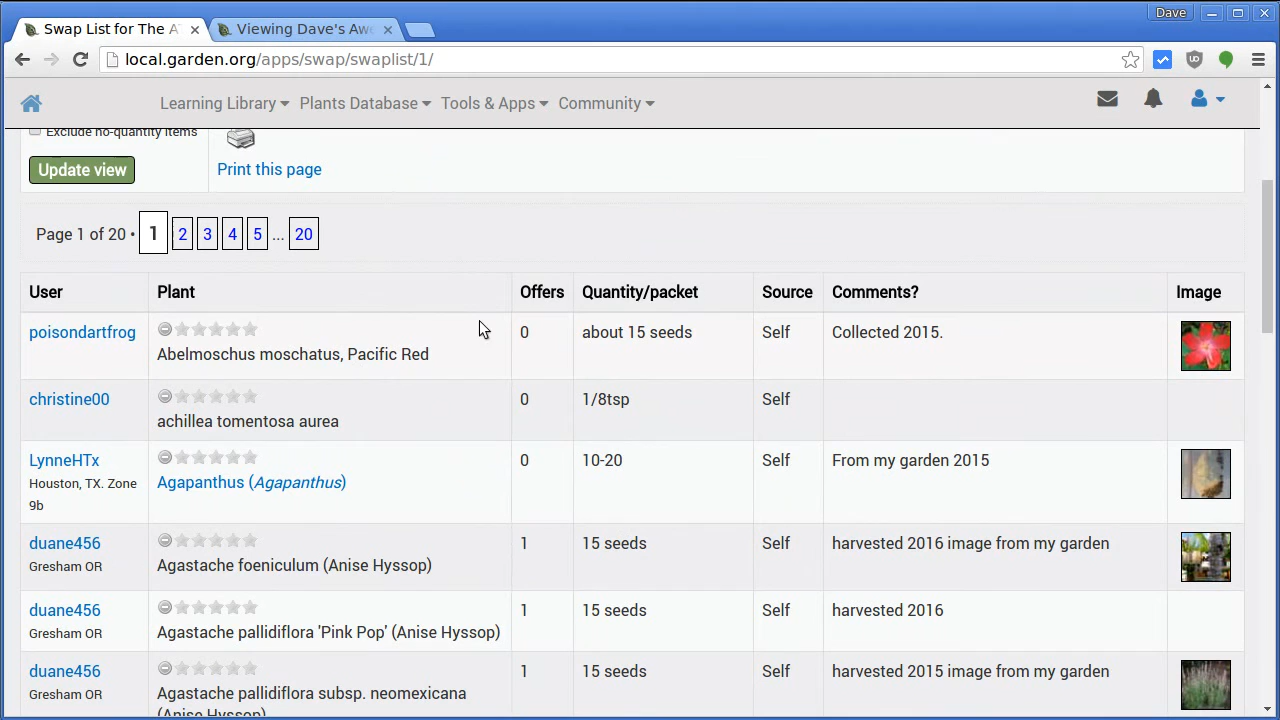 Dave
Swap List for The A
Viewing Dave's Aw
local.garden.org/apps/swap/swaplist/1/
Learning Library Plants Database Tools & Apps Community
Exclude no-quantity items
Update view
Print this page
Page 1 of 20 • 1 2 3 4 5 ... 20
User Plant Offers Quantity/packet Source Comments? Image
poisondartfrog 0 about 15 seeds Self Collected 2015.
Abelmoschus moschatus, Pacific Red
christine00 0 1/8tsp Self
achillea tomentosa aurea
LynneHTx 0 10-20 Self From my garden 2015
Houston, TX. Zone Agapanthus (Agapanthus)
9b
duane456 1 15 seeds Self harvested 2016 image from my garden
Gresham OR Agastache foeniculum (Anise Hyssop)
duane456 1 15 seeds Self harvested 2016
Gresham OR Agastache pallidiflora 'Pink Pop' (Anise Hyssop)
duane456 1 15 seeds Self harvested 2015 image from my garden
Gresham OR Agastache pallidiflora subsp. neomexicana
(Anise Hyssop)